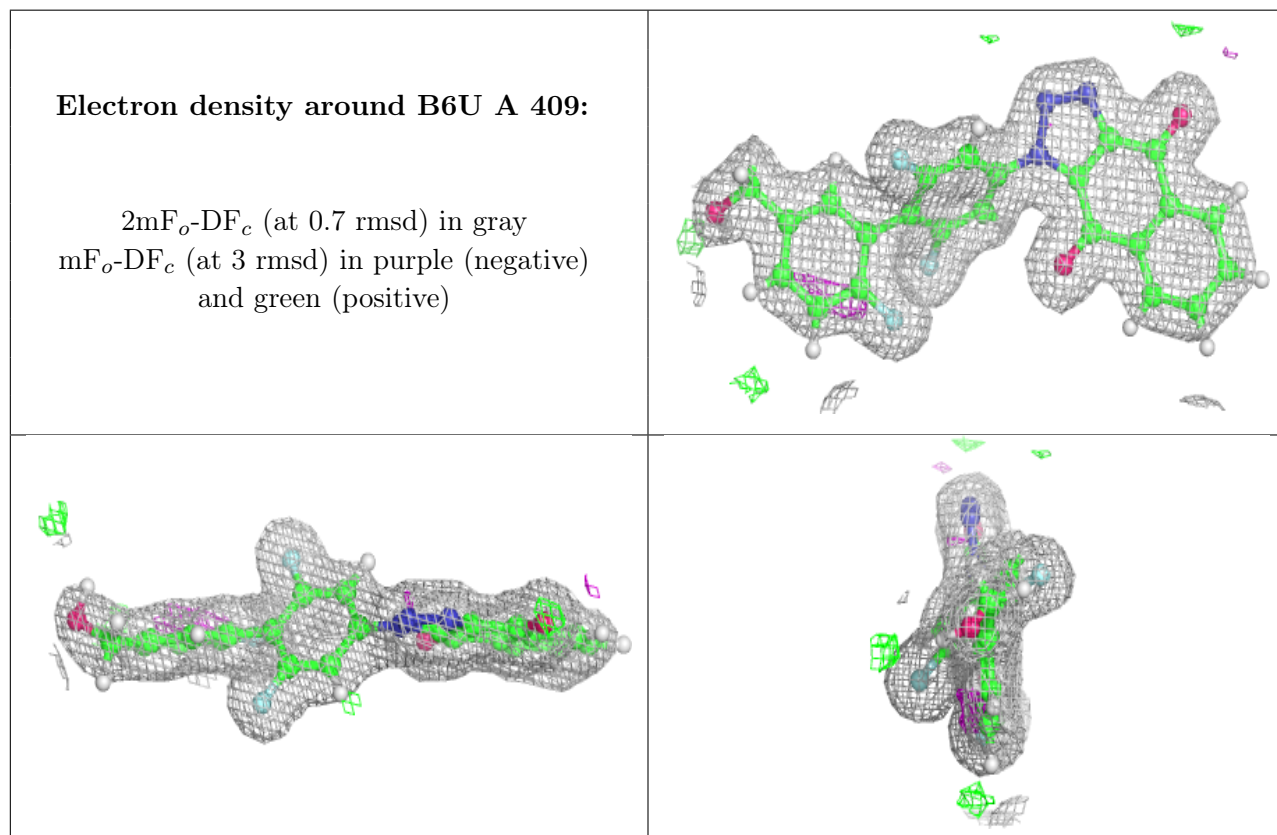 Electron density around B6U A 409:
2mFₒ-DF𝒸 (at 0.7 rmsd) in gray
mFₒ-DF𝒸 (at 3 rmsd) in purple (negative)
and green (positive)